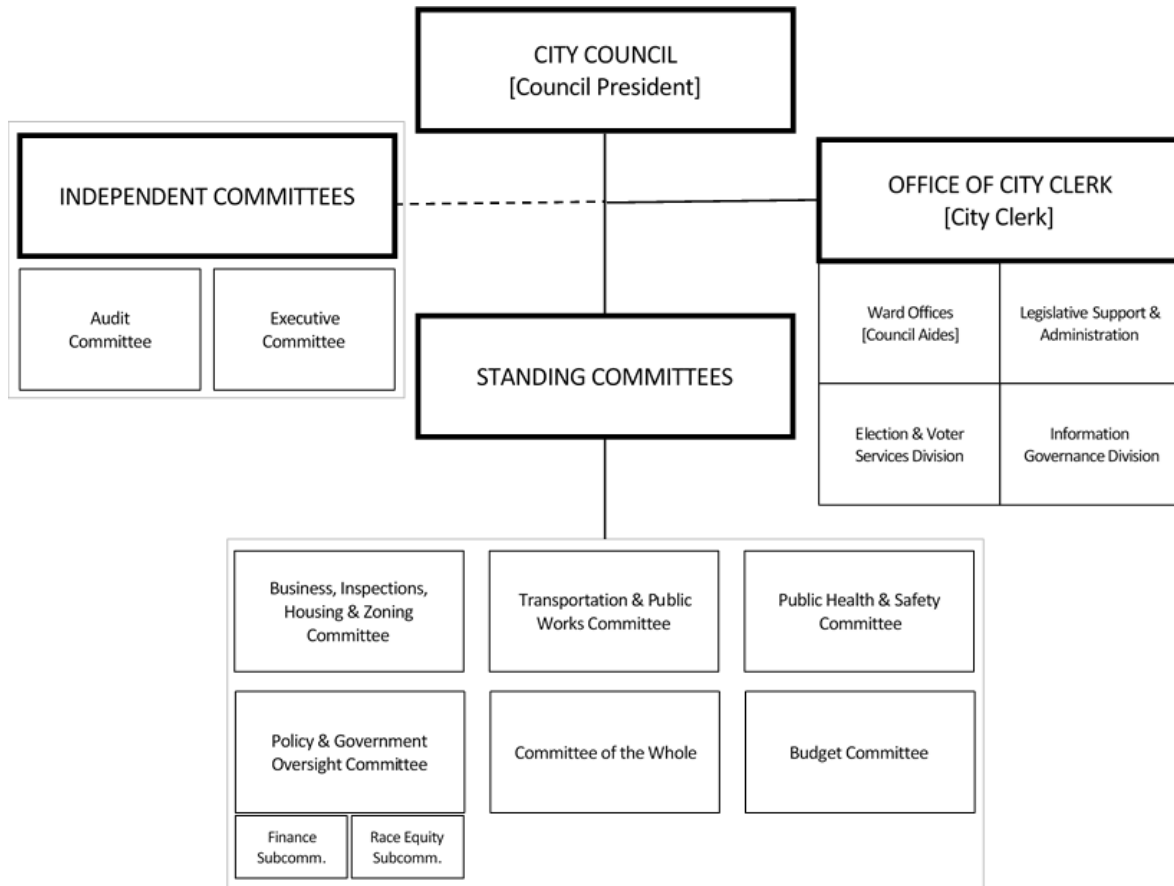 CITY COUNCIL
[Council President]
INDEPENDENT COMMITTEES
OFFICE OF CITY CLERK
[City Clerk]
Audit
Committee
Executive
Committee
Ward Offices
[Council Aides]
Legislative Support &
Administration
STANDING COMMITTEES
Election & Voter
Services Division
Information
Governance Division
Business, Inspections,
Housing & Zoning
Committee
Transportation & Public
Works Committee
Public Health & Safety
Committee
Policy & Government
Oversight Committee
Committee of the Whole
Budget Committee
Finance
Subcomm.
Race Equity
Subcomm.